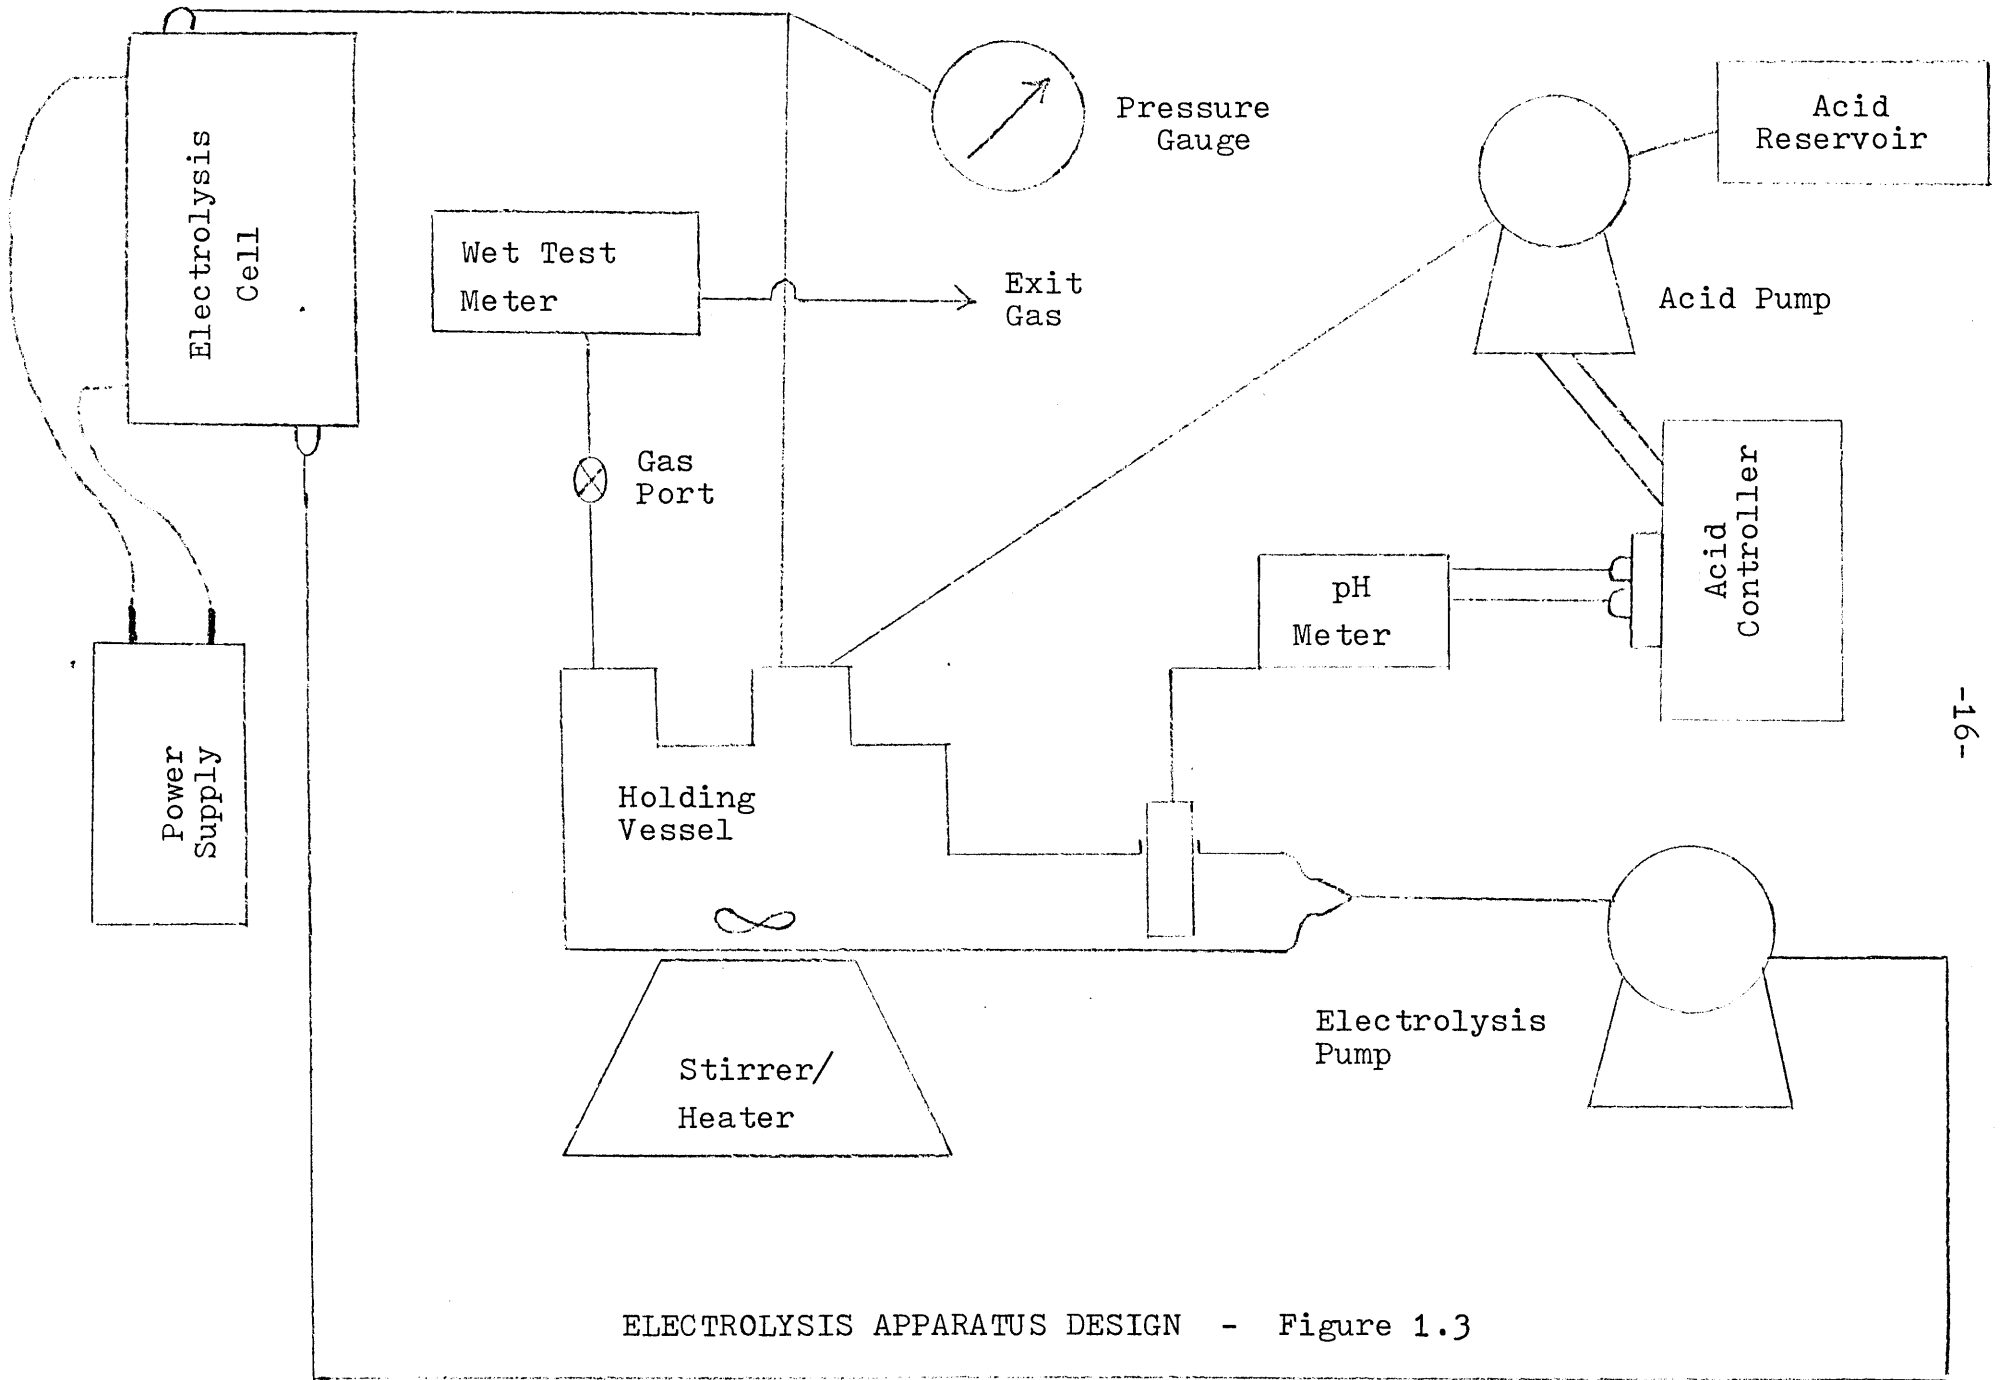 Electrolysis
Cell
Pressure
Gauge
Acid
Reservoir
Wet Test
Meter
Exit
Gas
Acid Pump
Gas
Port
Acid
Controller
pH
Meter
Power
Supply
Holding
Vessel
-16-
Electrolysis
Pump
Stirrer/
Heater
ELECTROLYSIS APPARATUS DESIGN - Figure 1.3